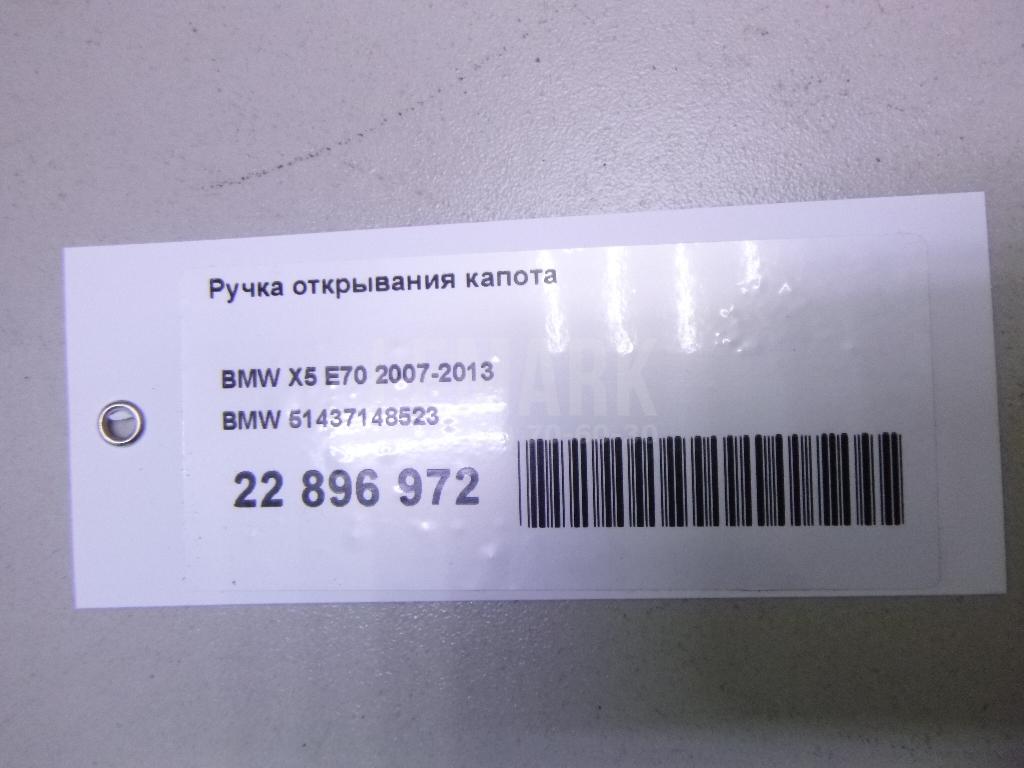 Ручка открывания капота
BMW X5 E70 2007-2013
BMW 51437148523
22 896 972